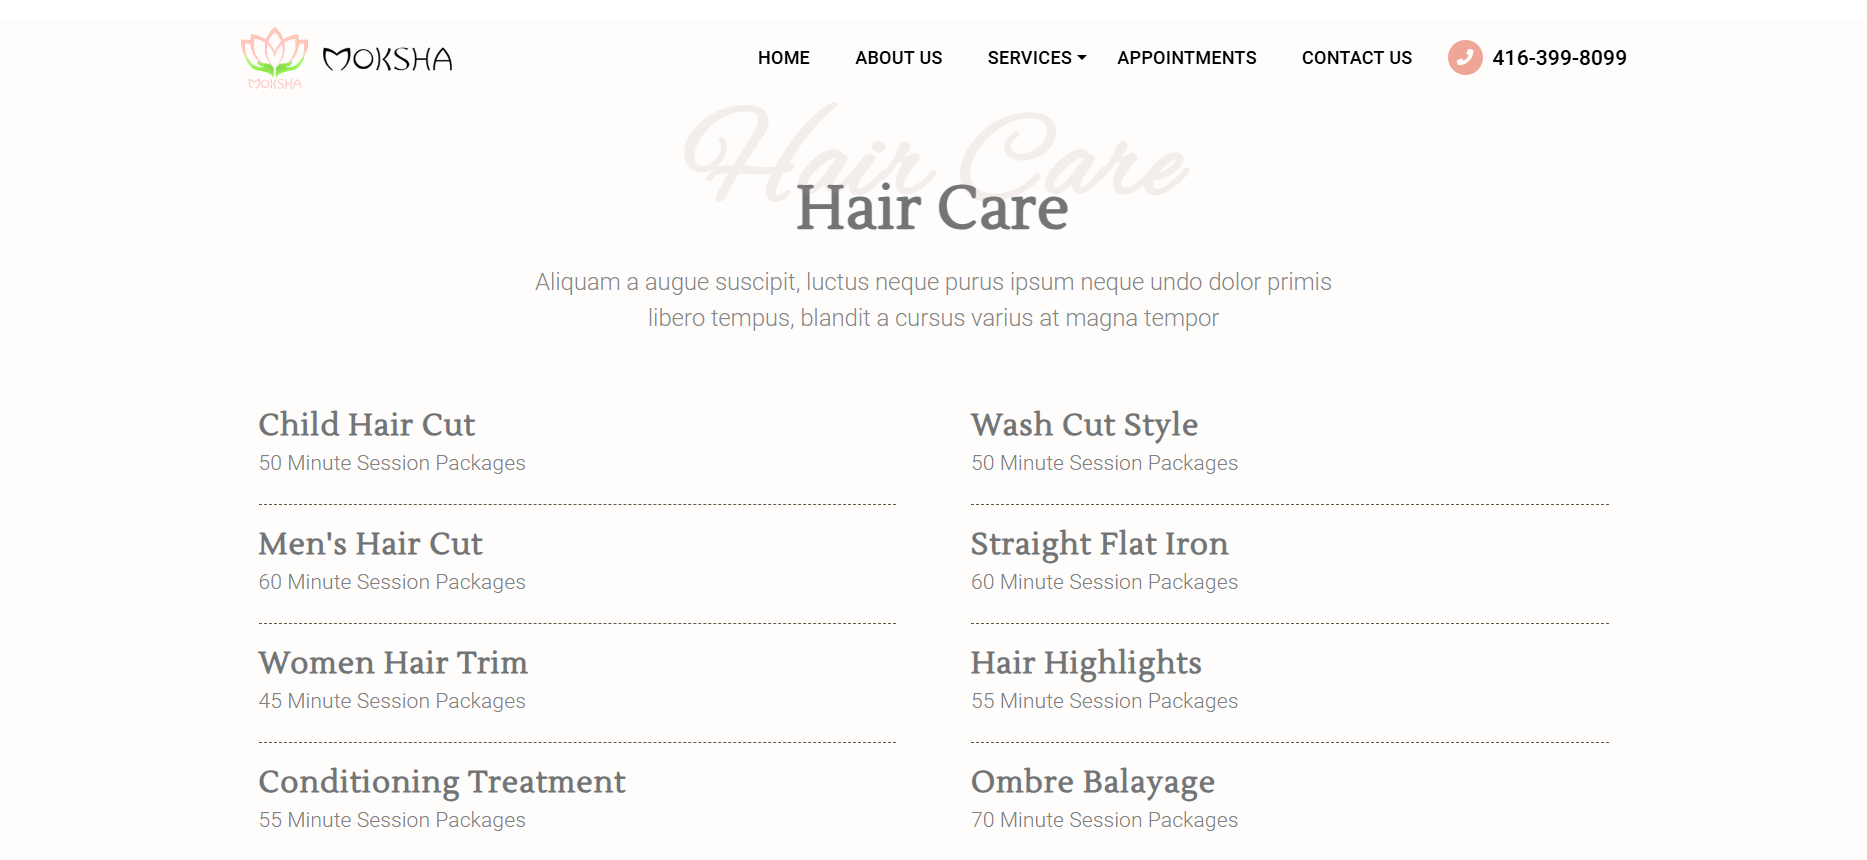 MOKSHA
MOKSHA
HOME
ABOUT US
SERVICES
APPOINTMENTS
CONTACT US
416-399-8099
Hair Care
Hair Care
Aliquam a augue suscipit, luctus neque purus ipsum neque undo dolor primis
libero tempus, blandit a cursus varius at magna tempor
Child Hair Cut
50 Minute Session Packages
Wash Cut Style
50 Minute Session Packages
Men's Hair Cut
60 Minute Session Packages
Straight Flat Iron
60 Minute Session Packages
Women Hair Trim
45 Minute Session Packages
Hair Highlights
55 Minute Session Packages
Conditioning Treatment
55 Minute Session Packages
Ombre Balayage
70 Minute Session Packages